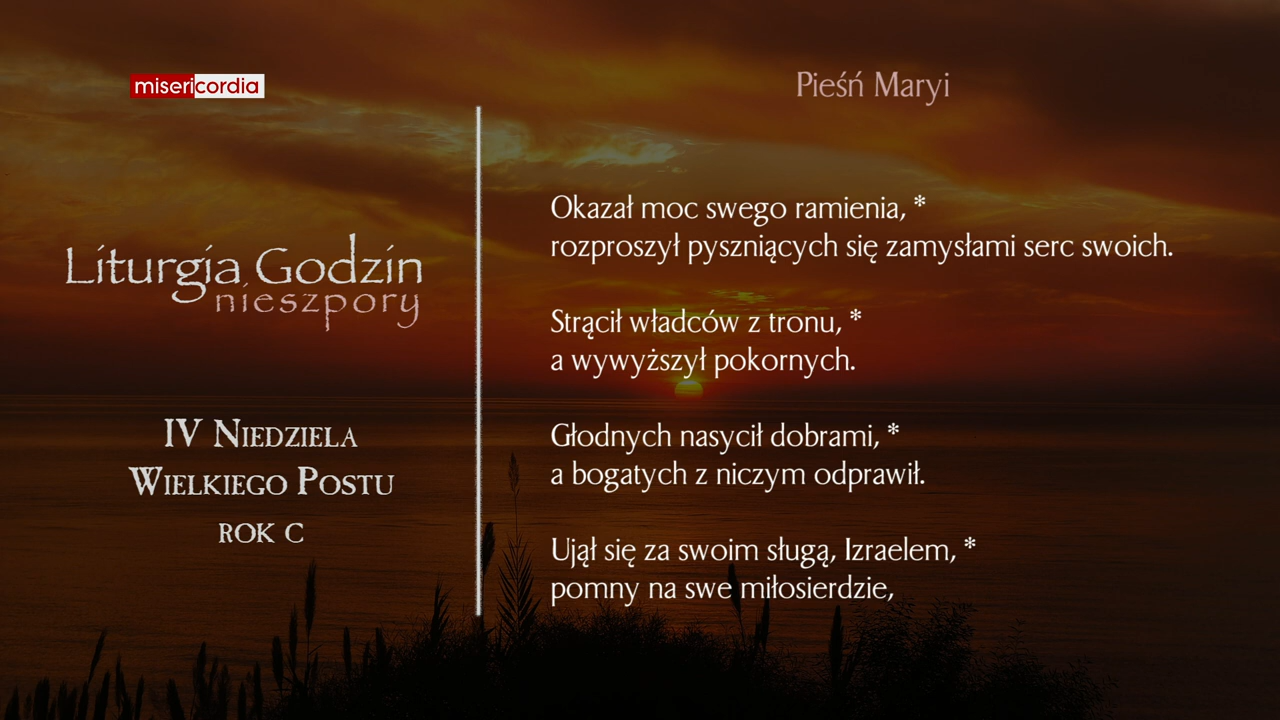 misericordia
Liturgia Godzin
nieszpory
IV Niedziela
Wielkiego Postu
rok C
Pieśń Maryi
Okazał moc swego ramienia, *
rozproszył pyszniących się zamysłami serc swoich.
Strącił władców z tronu, *
a wywyższył pokornych.
Głodnych nasycił dobrami, *
a bogatych z niczym odprawił.
Ujął się za swoim sługą, Izraelem, *
pomny na swe miłosierdzie,